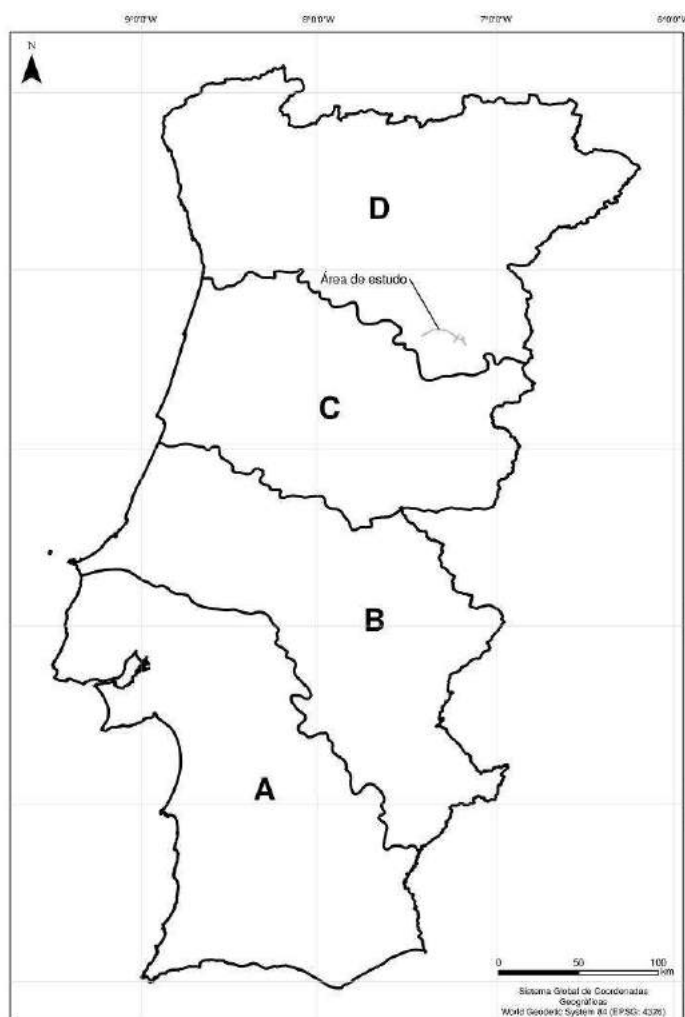 9°0'0"W
8°0'0"W
7°0'0"W
6°0'0"W
N
D
Área de estudo
C
B
A
0 50 100
km
Sistema Global de Coordenadas
Geográficas
World Geodetic System 84 (EPSG: 4326)